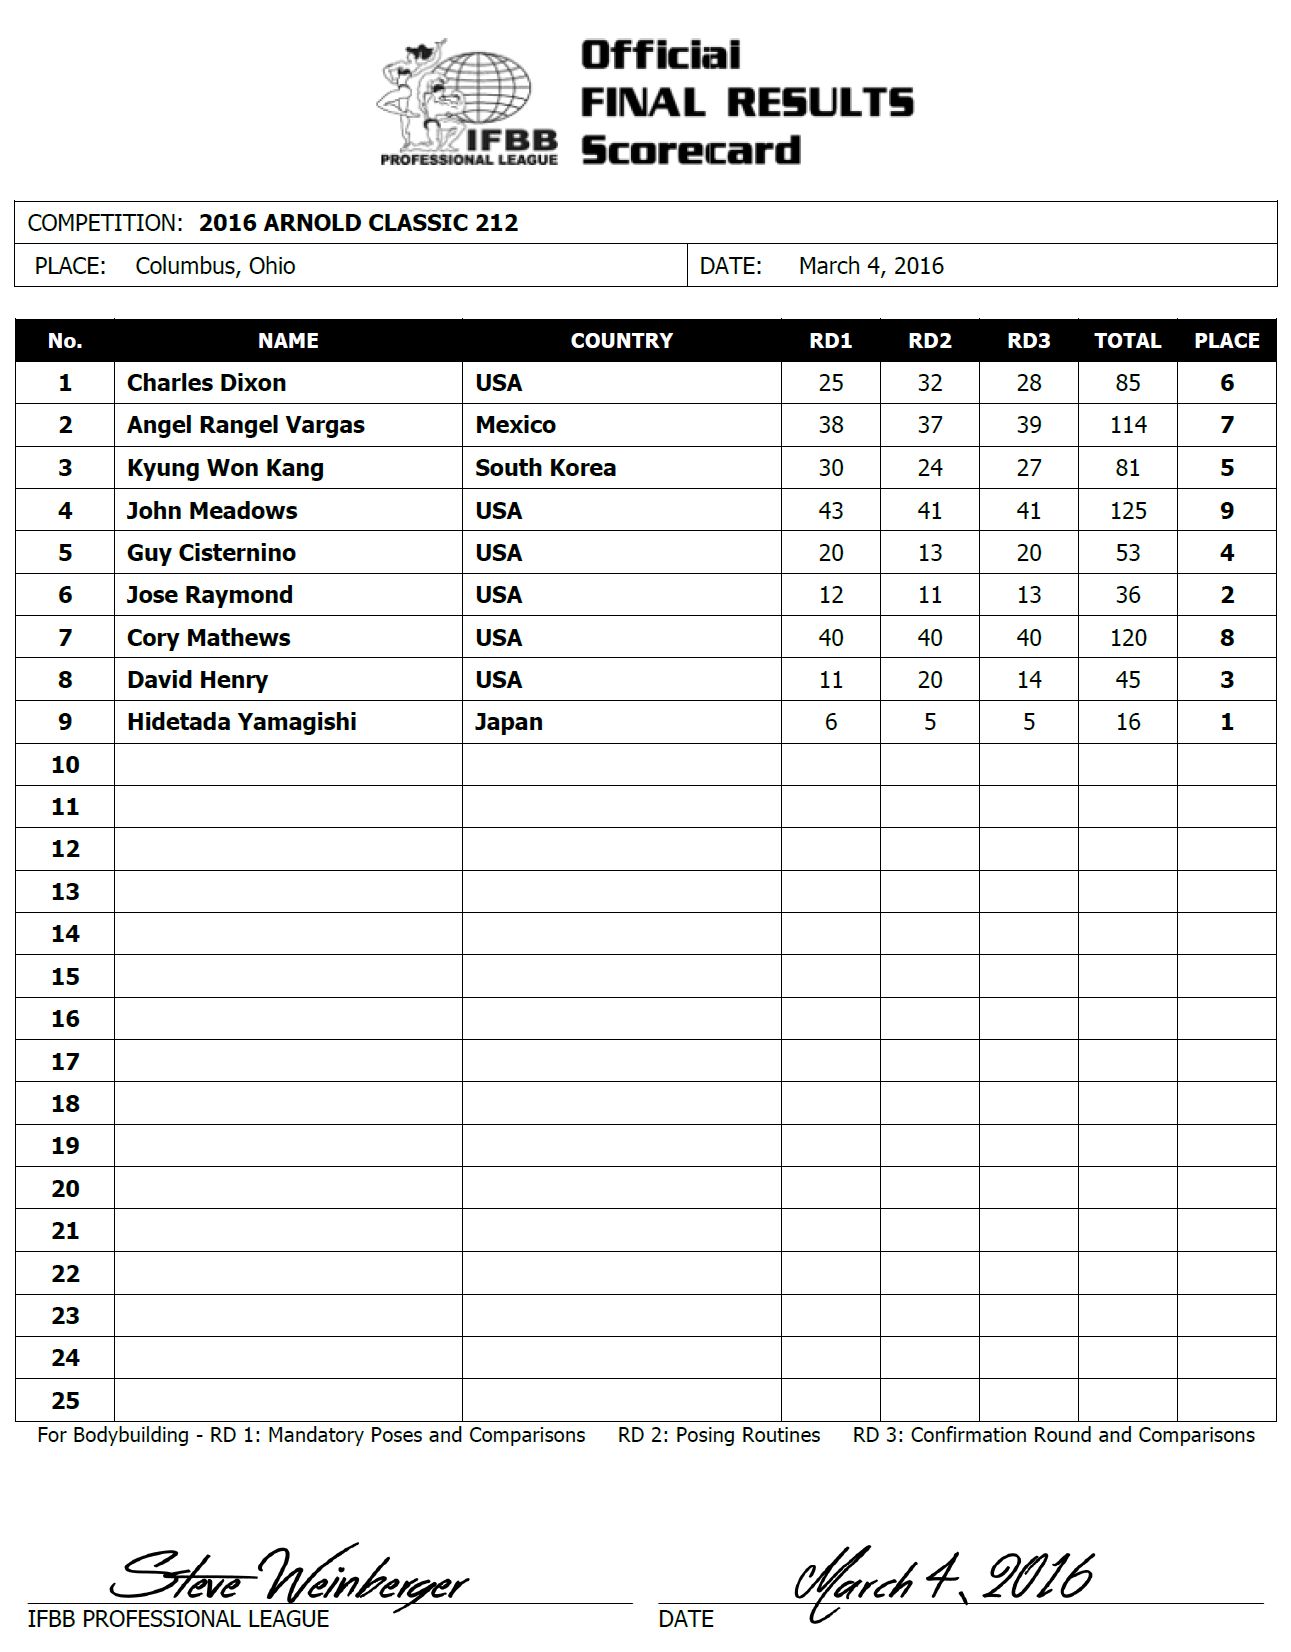 Official
FINAL RESULTS
Scorecard
IFBB
PROFESSIONAL LEAGUE
COMPETITION: 2016 ARNOLD CLASSIC 212
PLACE: Columbus, Ohio DATE: March 4, 2016
No. NAME COUNTRY RD1 RD2 RD3 TOTAL PLACE
1 Charles Dixon USA 25 32 28 85 6
2 Angel Rangel Vargas Mexico 38 37 39 114 7
3 Kyung Won Kang South Korea 30 24 27 81 5
4 John Meadows USA 43 41 41 125 9
5 Guy Cisternino USA 20 13 20 53 4
6 Jose Raymond USA 12 11 13 36 2
7 Cory Mathews USA 40 40 40 120 8
8 David Henry USA 11 20 14 45 3
9 Hidetada Yamagishi Japan 6 5 5 16 1
10
11
12
13
14
15
16
17
18
19
20
21
22
23
24
25
For Bodybuilding - RD 1: Mandatory Poses and Comparisons RD 2: Posing Routines RD 3: Confirmation Round and Comparisons
Steve Weinberger March 4, 2016
IFBB PROFESSIONAL LEAGUE DATE